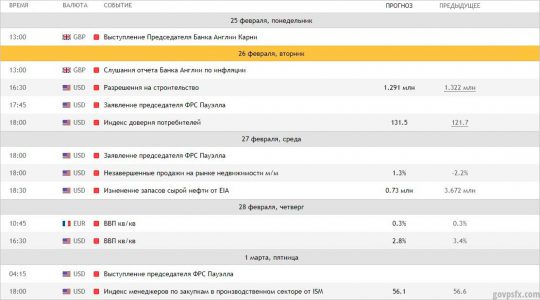 ВРЕМЯ ВАЛЮТА СОБЫТИЕ ПРОГНОЗ ПРЕДЫДУЩЕЕ
25 февраля, понедельник
13:00 GBP Выступление Председателя Банка Англии Карни
26 февраля, вторник
13:00 GBP Слушания отчета Банка Англии по инфляции
16:30 USD Разрешения на строительство 1.291 млн 1.322 млн
17:45 USD Заявление председателя ФРС Пауэлла
18:00 USD Индекс доверия потребителей 131.5 121.7
27 февраля, среда
18:00 USD Заявление председателя ФРС Пауэлла
18:00 USD Незавершенные продажи на рынке недвижимости м/м 1.3% -2.2%
18:30 USD Изменение запасов сырой нефти от EIA 0.73 млн 3.672 млн
28 февраля, четверг
10:45 EUR ВВП кв/кв 0.3% 0.3%
16:30 USD ВВП кв/кв 2.8% 3.4%
1 марта, пятница
04:15 USD Выступление председателя ФРС Пауэлла
18:00 USD Индекс менеджеров по закупкам в производственном секторе от ISM 56.1 56.6
govpsfx.com